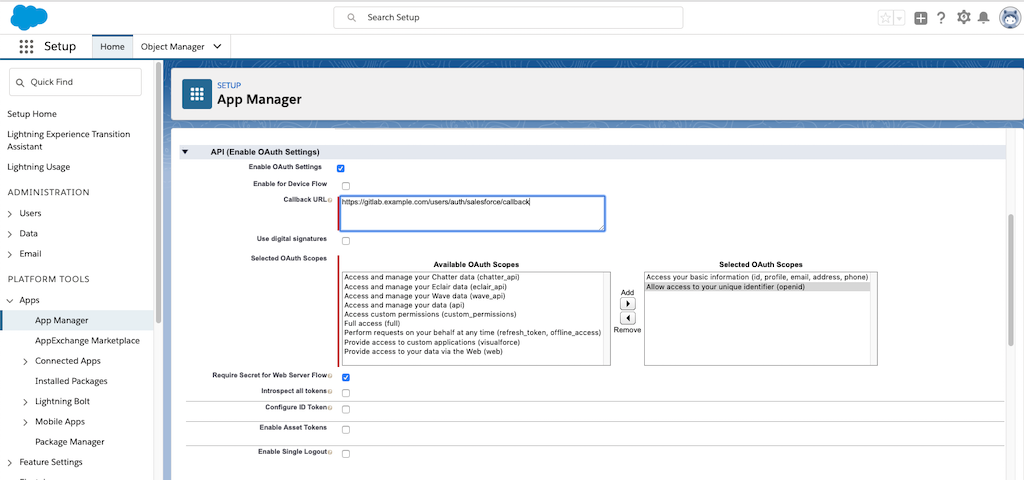 Search Setup
Setup
Home
Object Manager
Quick Find
Setup Home
Lightning Experience Transition
Assistant
Lightning Usage
ADMINISTRATION
Users
Data
Email
PLATFORM TOOLS
Apps
App Manager
AppExchange Marketplace
Connected Apps
Installed Packages
Lightning Bolt
Mobile Apps
Package Manager
Feature Settings
SETUP
App Manager
API (Enable OAuth Settings)
Enable OAuth Settings
Enable for Device Flow
Callback URL
https://gitlab.example.com/users/auth/salesforce/callback
Use digital signatures
Selected OAuth Scopes
Available OAuth Scopes
Access and manage your Chatter data (chatter_api)
Access and manage your Eclair data (eclair_api)
Access and manage your Wave data (wave_api)
Access and manage your data (api)
Access custom permissions (custom_permissions)
Full access (full)
Perform requests on your behalf at any time (refresh_token, offline_access)
Provide access to custom applications (visualforce)
Provide access to your data via the Web (web)
Add
Remove
Selected OAuth Scopes
Access your basic information (id, profile, email, address, phone)
Allow access to your unique identifier (openid)
Require Secret for Web Server Flow
Introspect all tokens
Configure ID Token
Enable Asset Tokens
Enable Single Logout